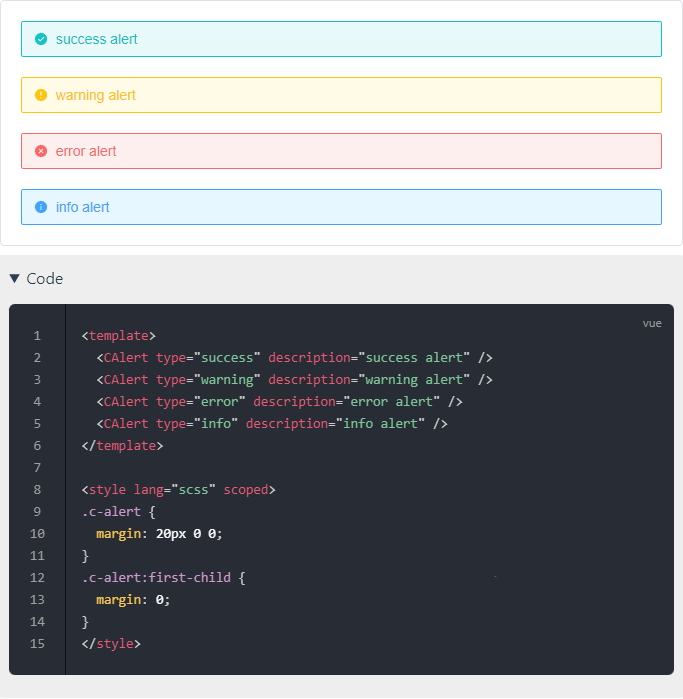 success alert
warning alert
error alert
info alert
▼ Code
vue
1 <template>
2   <CAlert type="success" description="success alert" />
3   <CAlert type="warning" description="warning alert" />
4   <CAlert type="error" description="error alert" />
5   <CAlert type="info" description="info alert" />
6 </template>
7
8 <style lang="scss" scoped>
9 .c-alert {
10   margin: 20px 0 0;
11 }
12 .c-alert:first-child {
13   margin: 0;
14 }
15 </style>